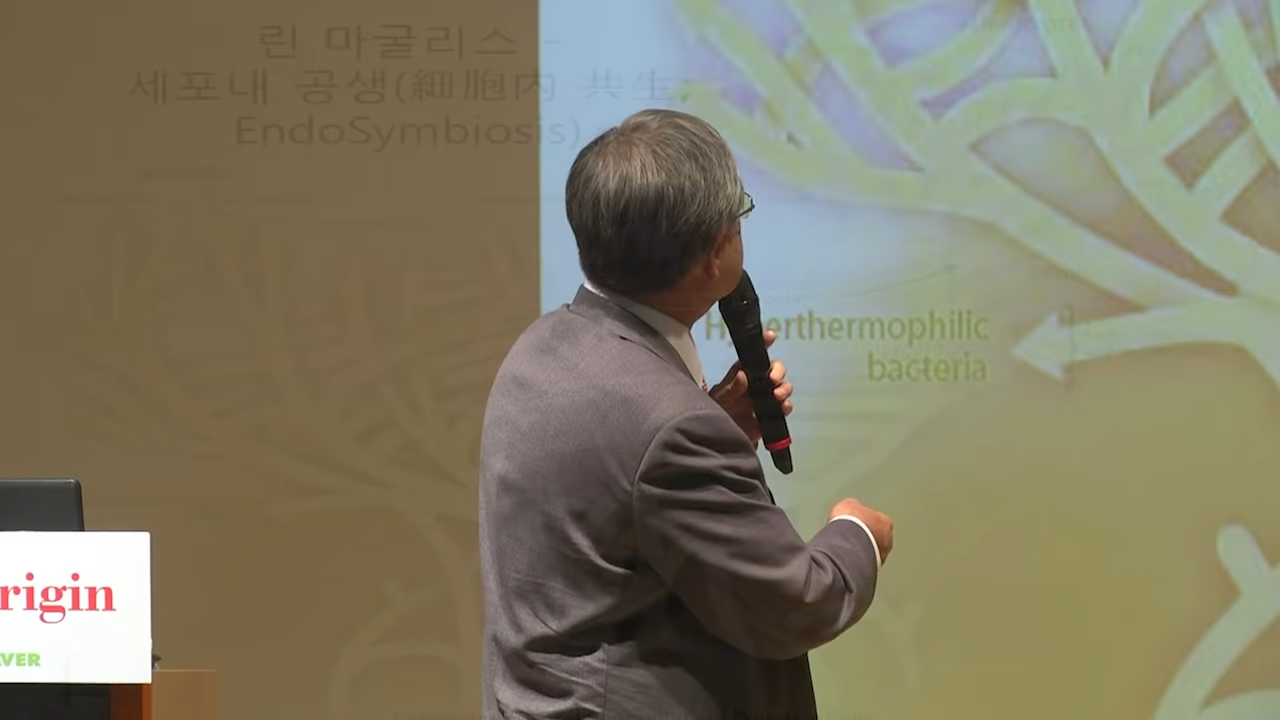 린 마굴리스 -
세포내 공생(細胞內 共生,
EndoSymbiosis)
Hyperthermophilic
bacteria
rigin
VER